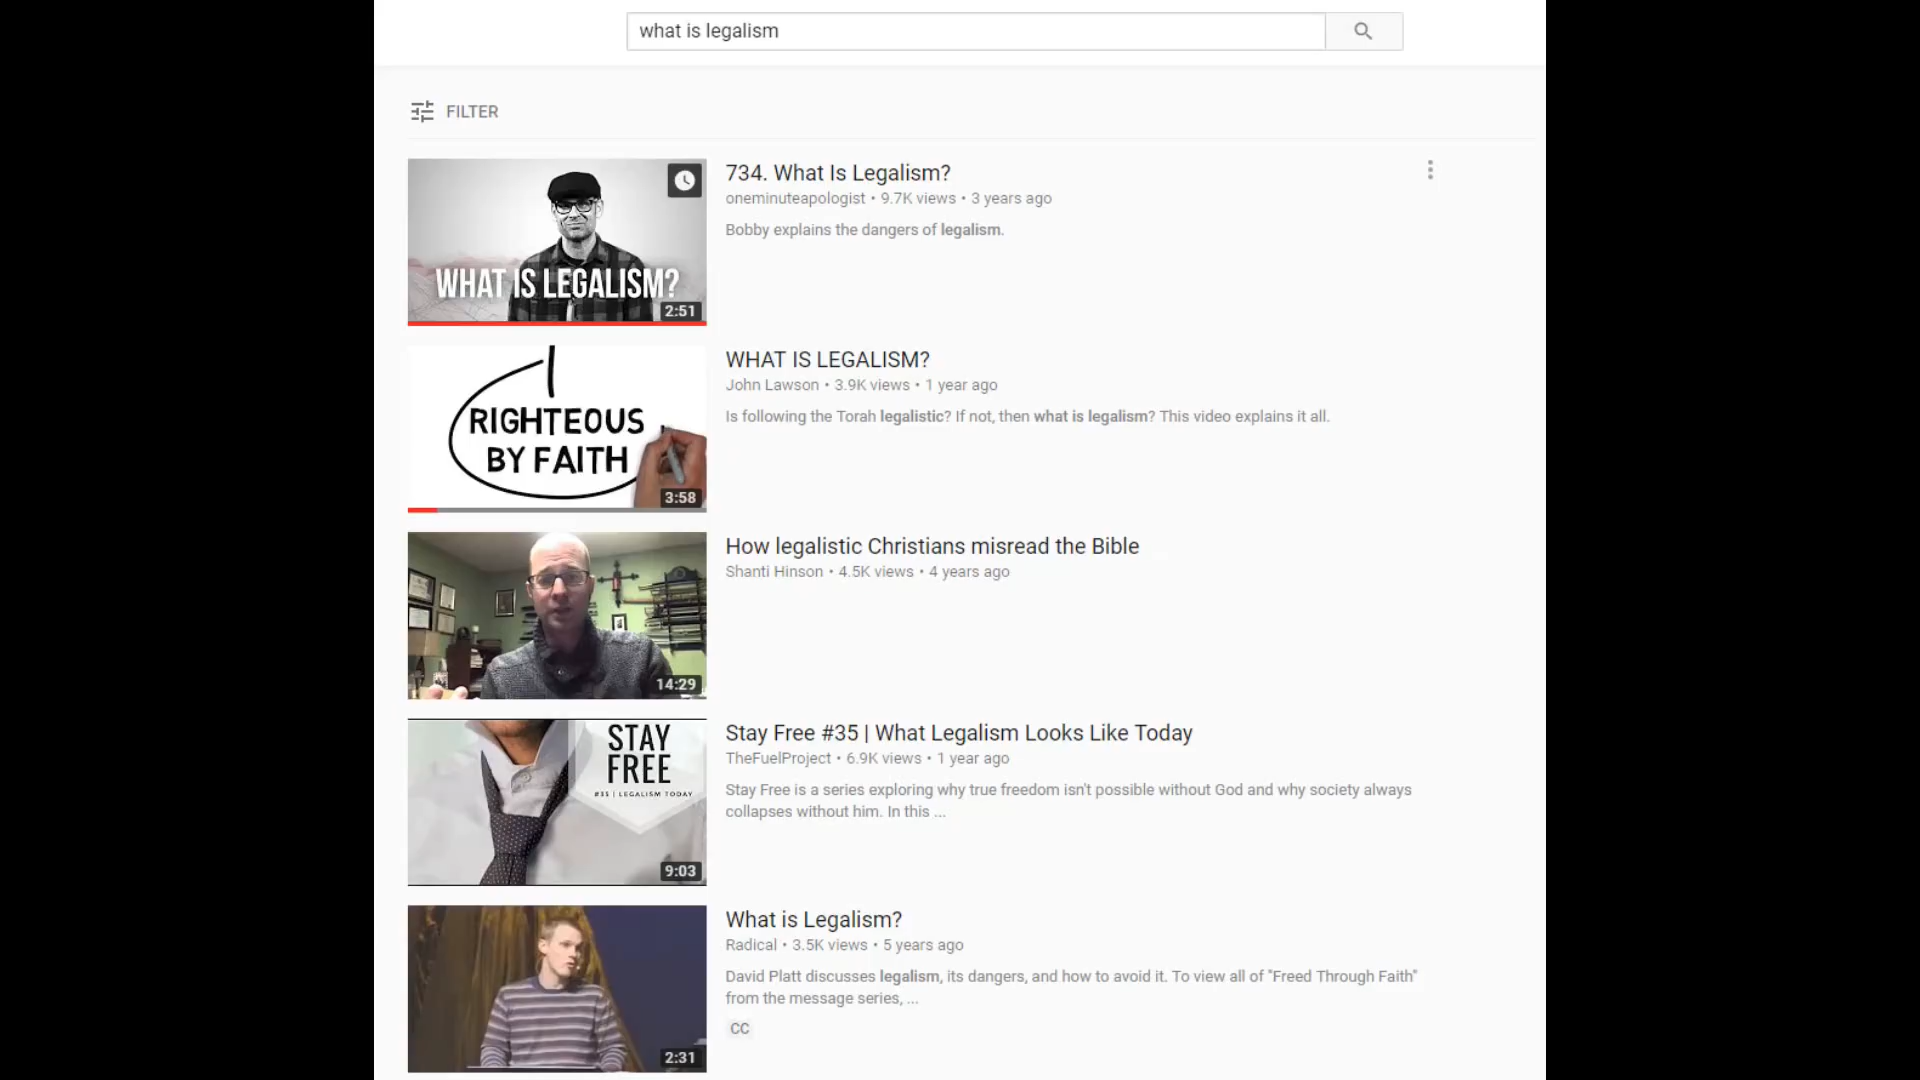 what is legalism
FILTER
WHAT IS LEGALISM?
2:51
734. What Is Legalism?
oneminuteapologist • 9.7K views • 3 years ago
Bobby explains the dangers of legalism.
RIGHTEOUS
BY FAITH
3:58
WHAT IS LEGALISM?
John Lawson • 3.9K views • 1 year ago
Is following the Torah legalistic? If not, then what is legalism? This video explains it all.
14:29
How legalistic Christians misread the Bible
Shanti Hinson • 4.5K views • 4 years ago
STAY
FREE
#35 | LEGALISM TODAY
9:03
Stay Free #35 | What Legalism Looks Like Today
TheFuelProject • 6.9K views • 1 year ago
Stay Free is a series exploring why true freedom isn't possible without God and why society always
collapses without him. In this ...
2:31
What is Legalism?
Radical • 3.5K views • 5 years ago
David Platt discusses legalism, its dangers, and how to avoid it. To view all of "Freed Through Faith"
from the message series, ...
CC